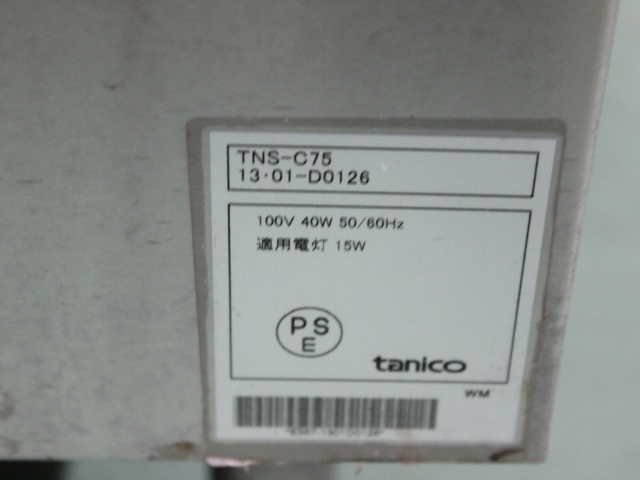 TNS-C75
13·01-D0126
100V 40W 50/60Hz
適用電灯 15W
PS
E
tanico
WM